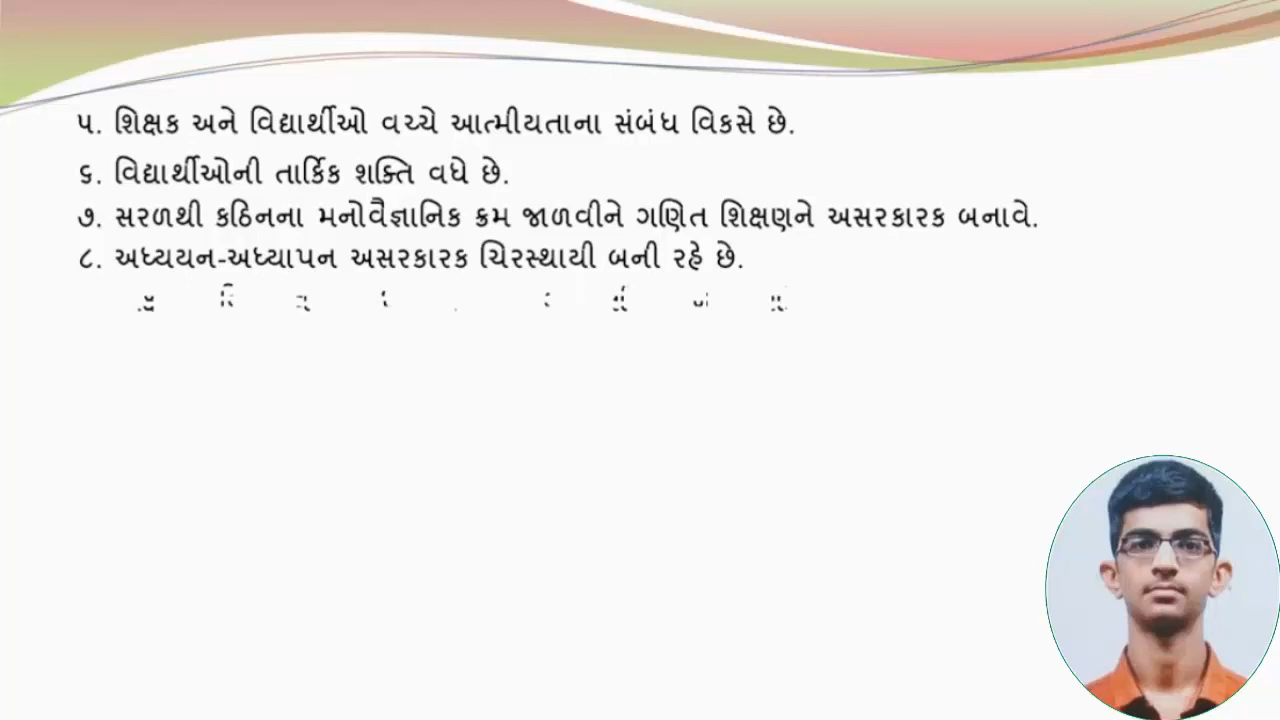 ૫. શિક્ષક અને વિદ્યાર્થીઓ વચ્ચે આત્મીયતાના સંબંધ વિકસે છે.
૬. વિદ્યાર્થીઓની તાર્કિક શક્તિ વધે છે.
૭. સરળથી કઠિનના મનોવૈજ્ઞાનિક ક્રમ જાળવીને ગણિત શિક્ષણને અસરકારક બનાવે.
૮. અધ્યયન-અધ્યાપન અસરકારક ચિરસ્થાયી બની રહે છે.